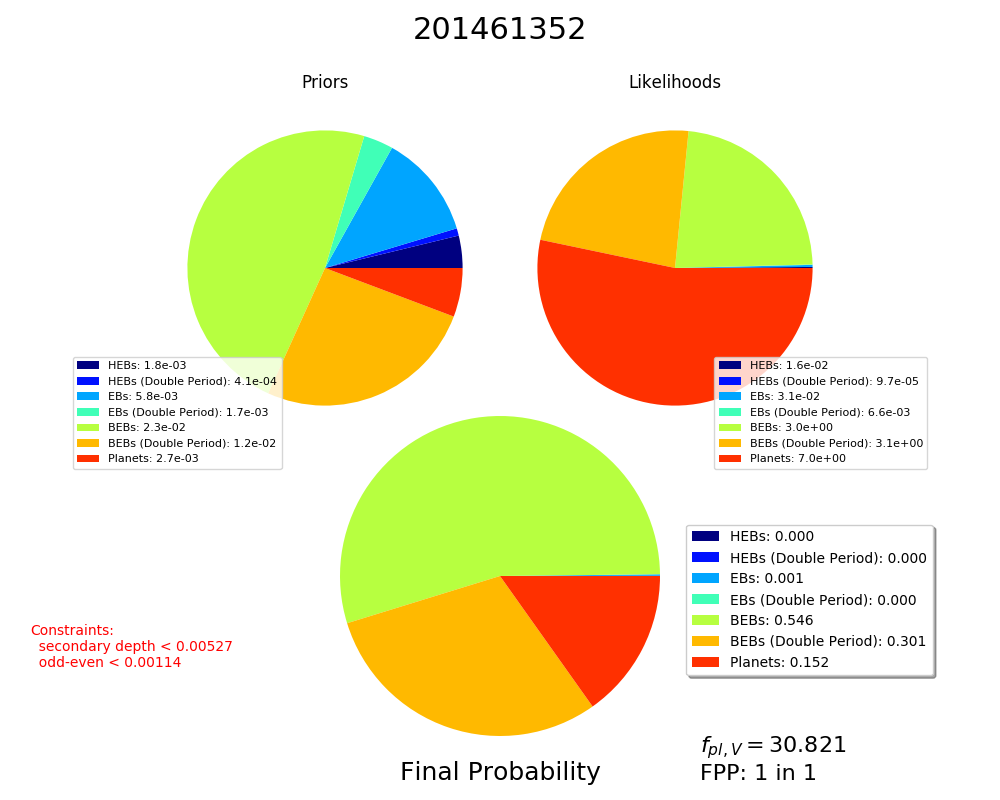 201461352
Priors
Likelihoods
HEBs: 1.8e-03
HEBs (Double Period): 4.1e-04
EBs: 5.8e-03
EBs (Double Period): 1.7e-03
BEBs: 2.3e-02
BEBs (Double Period): 1.2e-02
Planets: 2.7e-03
HEBs: 1.6e-02
HEBs (Double Period): 9.7e-05
EBs: 3.1e-02
EBs (Double Period): 6.6e-03
BEBs: 3.0e+00
BEBs (Double Period): 3.1e+00
Planets: 7.0e+00
HEBs: 0.000
HEBs (Double Period): 0.000
EBs: 0.001
EBs (Double Period): 0.000
BEBs: 0.546
BEBs (Double Period): 0.301
Planets: 0.152
Constraints:
secondary depth < 0.00527
odd-even < 0.00114
Final Probability
f_{pl,V} = 30.821
FPP: 1 in 1